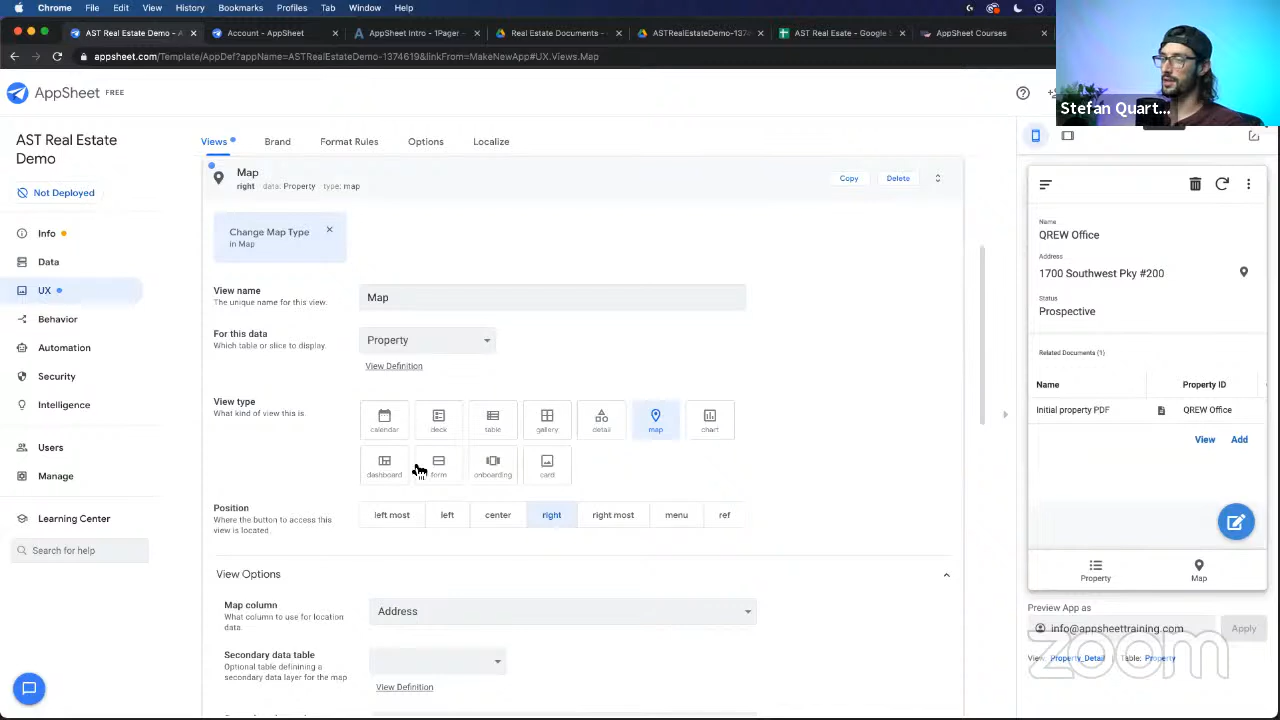 Chrome File Edit View History Bookmarks Profiles Tab Window Help
AST Real Estate Demo - A
Account - AppSheet
AppSheet Intro - 1Pager -
Real Estate Documents -
ASTRealEstateDemo-1374
AST Real Esate - Google S
AppSheet Courses
appsheet.com/Template/AppDef?appName=ASTRealEstateDemo-1374619&linkFrom=MakeNewApp#UX.Views.Map
Stefan Quart...
AppSheet FREE
AST Real Estate
Demo
Not Deployed
Info
Data
UX
Behavior
Automation
Security
Intelligence
Users
Manage
Learning Center
Search for help
Views
Brand
Format Rules
Options
Localize
Map
right data: Property type: map
Copy
Delete
Change Map Type
in Map
View name
The unique name for this view.
Map
For this data
Which table or slice to display.
Property
View Definition
View type
What kind of view this is.
calendar
deck
table
gallery
detail
map
chart
dashboard
form
onboarding
card
Position
Where the button to access this
view is located.
left most
left
center
right
right most
menu
ref
View Options
Map column
What column to use for location
data.
Address
Secondary data table
Optional table defining a
secondary data layer for the map
View Definition
Name
QREW Office
Address
1700 Southwest Pky #200
Status
Prospective
Related Documents (1)
Name Property ID
Initial property PDF QREW Office
View Add
Property
Map
Preview App as
info@appsheettraining.com
Apply
View: Property_Detail | Table: Property
zoom